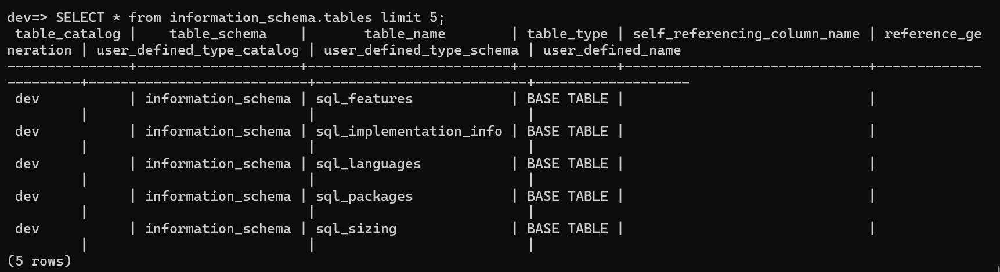 dev=> SELECT * from information_schema.tables limit 5;
 table_catalog |    table_schema    |       table_name        | table_type | self_referencing_column_name | reference_ge
neration | user_defined_type_catalog | user_defined_type_schema | user_defined_name
---------------+--------------------+-------------------------+------------+------------------------------+-------------
---------+---------------------------+--------------------------+-------------------
 dev           | information_schema | sql_features            | BASE TABLE |                              |
         |                           |                          |
 dev           | information_schema | sql_implementation_info | BASE TABLE |                              |
         |                           |                          |
 dev           | information_schema | sql_languages           | BASE TABLE |                              |
         |                           |                          |
 dev           | information_schema | sql_packages            | BASE TABLE |                              |
         |                           |                          |
 dev           | information_schema | sql_sizing              | BASE TABLE |                              |
         |                           |                          |
(5 rows)